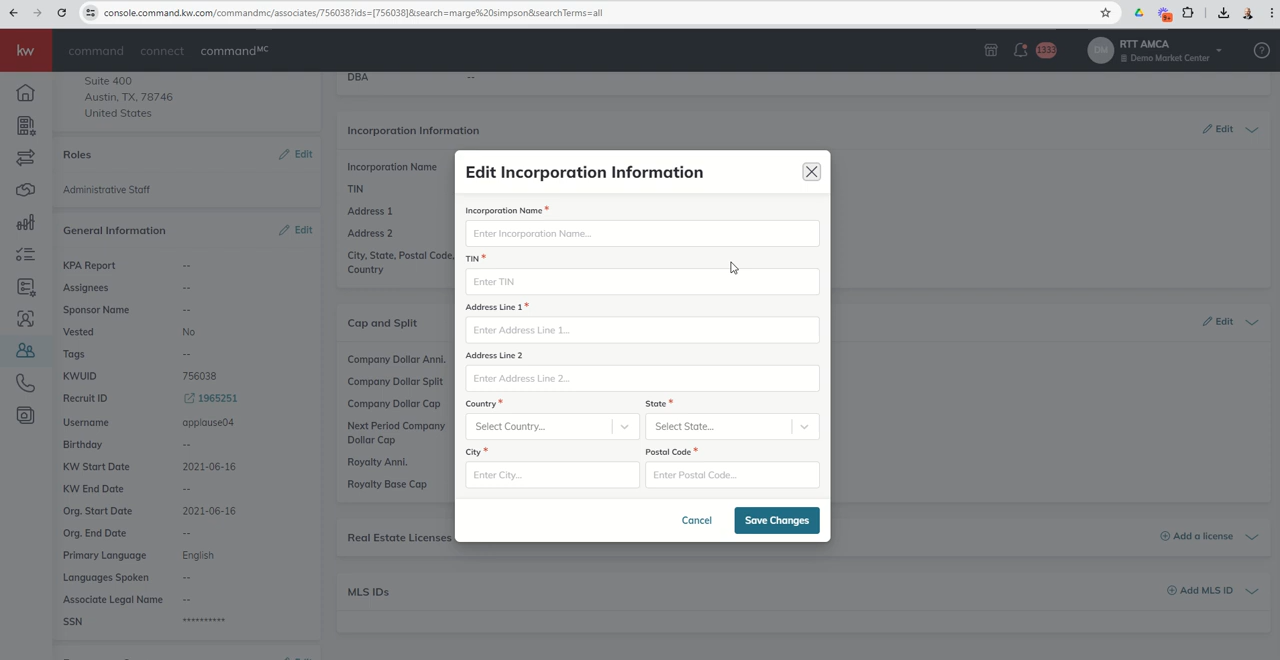 console.command.kw.com/commandmc/associates/756038?ids=[756038]&search=marge%20simpson&searchTerms=all
9+
kw
command connect commandMC
1333
DM
RTT AMCA
Demo Market Center
Suite 400
Austin, TX, 78746
United States
Roles
Edit
Administrative Staff
General Information
Edit
KPA Report --
Assignees --
Sponsor Name --
Vested No
Tags --
KWUID 756038
Recruit ID 1965251
Username applause04
Birthday --
KW Start Date 2021-06-16
KW End Date --
Org. Start Date 2021-06-16
Org. End Date --
Primary Language English
Languages Spoken --
Associate Legal Name --
SSN **********
DBA --
Incorporation Information
Edit
Incorporation Name
TIN
Address 1
Address 2
City, State, Postal Code,
Country
Cap and Split
Edit
Company Dollar Anni.
Company Dollar Split
Company Dollar Cap
Next Period Company
Dollar Cap
Royalty Anni.
Royalty Base Cap
Real Estate Licenses
Add a license
MLS IDs
Add MLS ID
Edit Incorporation Information
Incorporation Name *
Enter Incorporation Name...
TIN *
Enter TIN
Address Line 1 *
Enter Address Line 1...
Address Line 2
Enter Address Line 2...
Country * State *
Select Country... Select State...
City * Postal Code *
Enter City... Enter Postal Code...
Cancel Save Changes